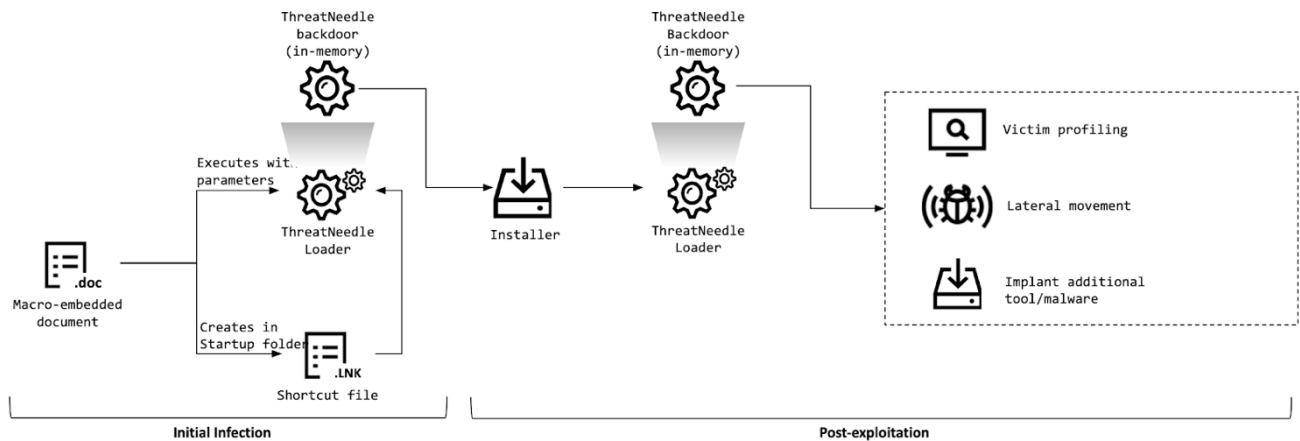 ThreatNeedle
backdoor
(in-memory)
Executes with
parameters
ThreatNeedle
Loader
.doc
Macro-embedded
document
Creates in
Startup folder
.LNK
Shortcut file
Initial Infection
Installer
ThreatNeedle
Backdoor
(in-memory)
ThreatNeedle
Loader
Victim profiling
Lateral movement
Implant additional
tool/malware
Post-exploitation